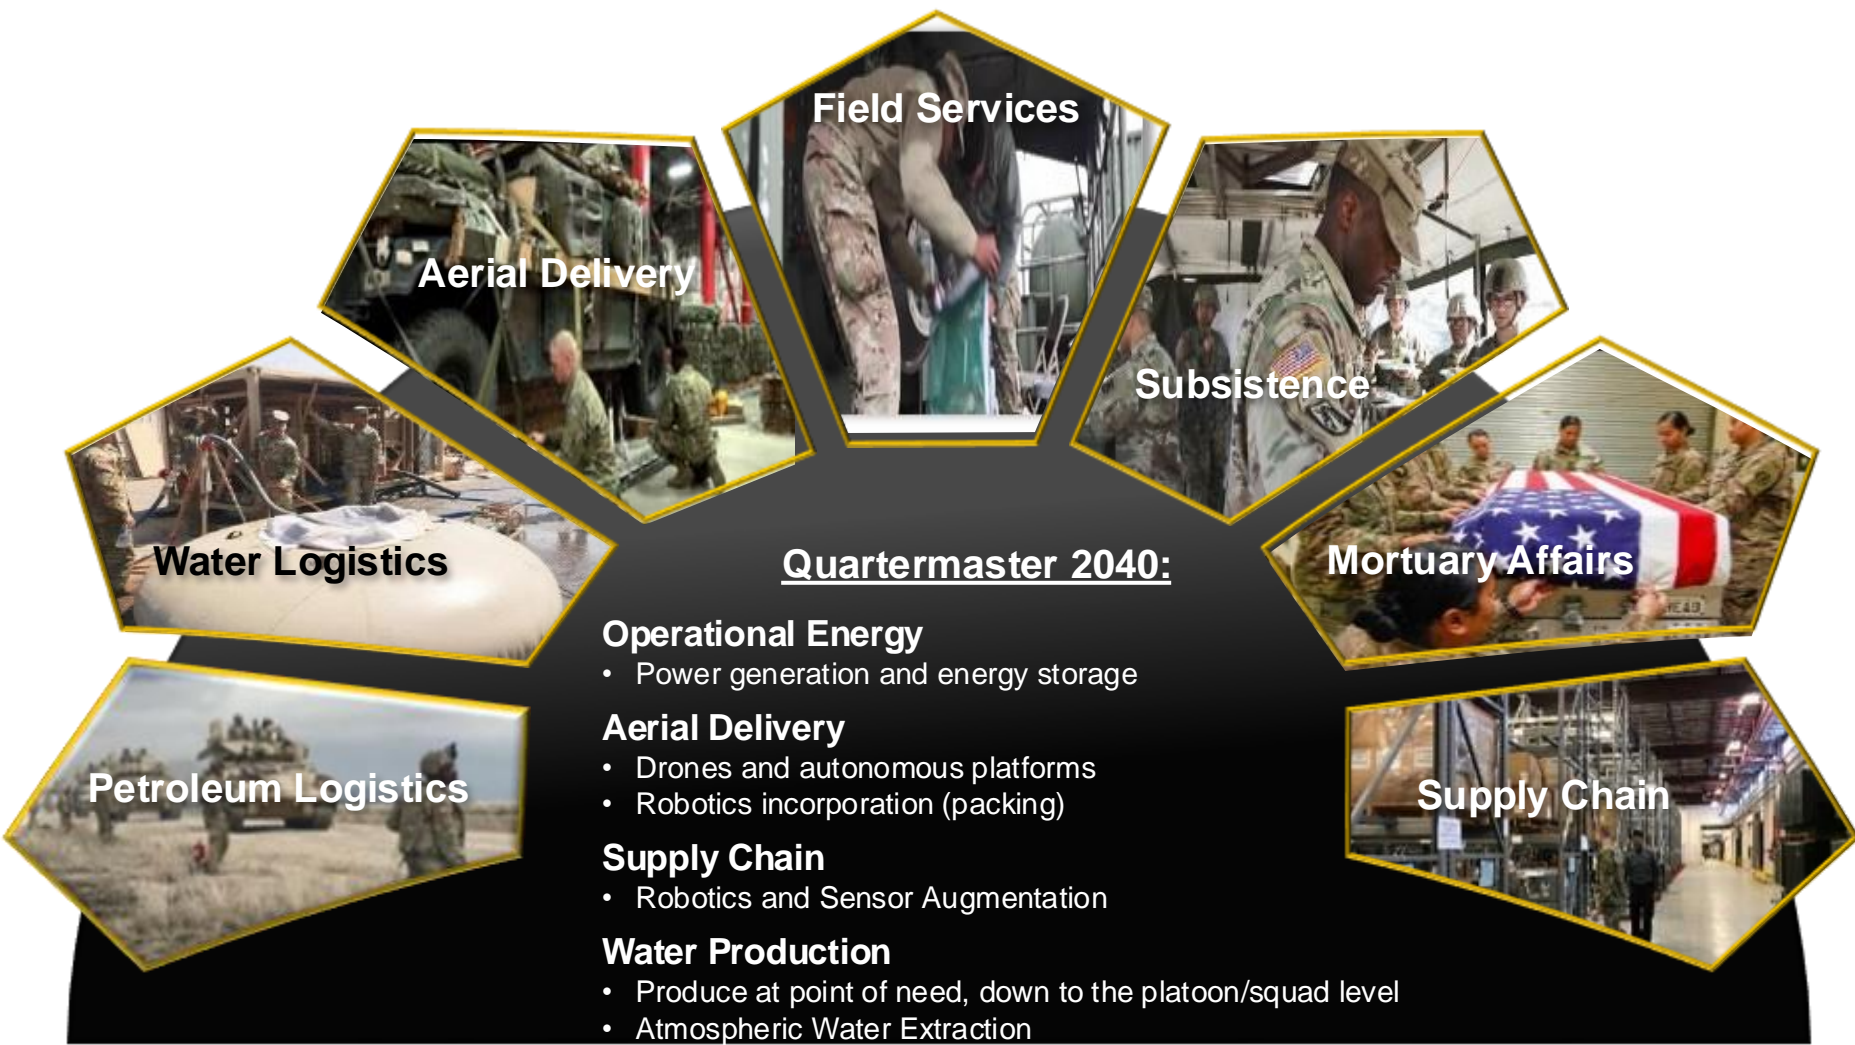 Field Services
Aerial Delivery
Subsistence
Water Logistics
Mortuary Affairs
Petroleum Logistics
Supply Chain
Quartermaster 2040:
Operational Energy
• Power generation and energy storage
Aerial Delivery
• Drones and autonomous platforms
• Robotics incorporation (packing)
Supply Chain
• Robotics and Sensor Augmentation
Water Production
• Produce at point of need, down to the platoon/squad level
• Atmospheric Water Extraction